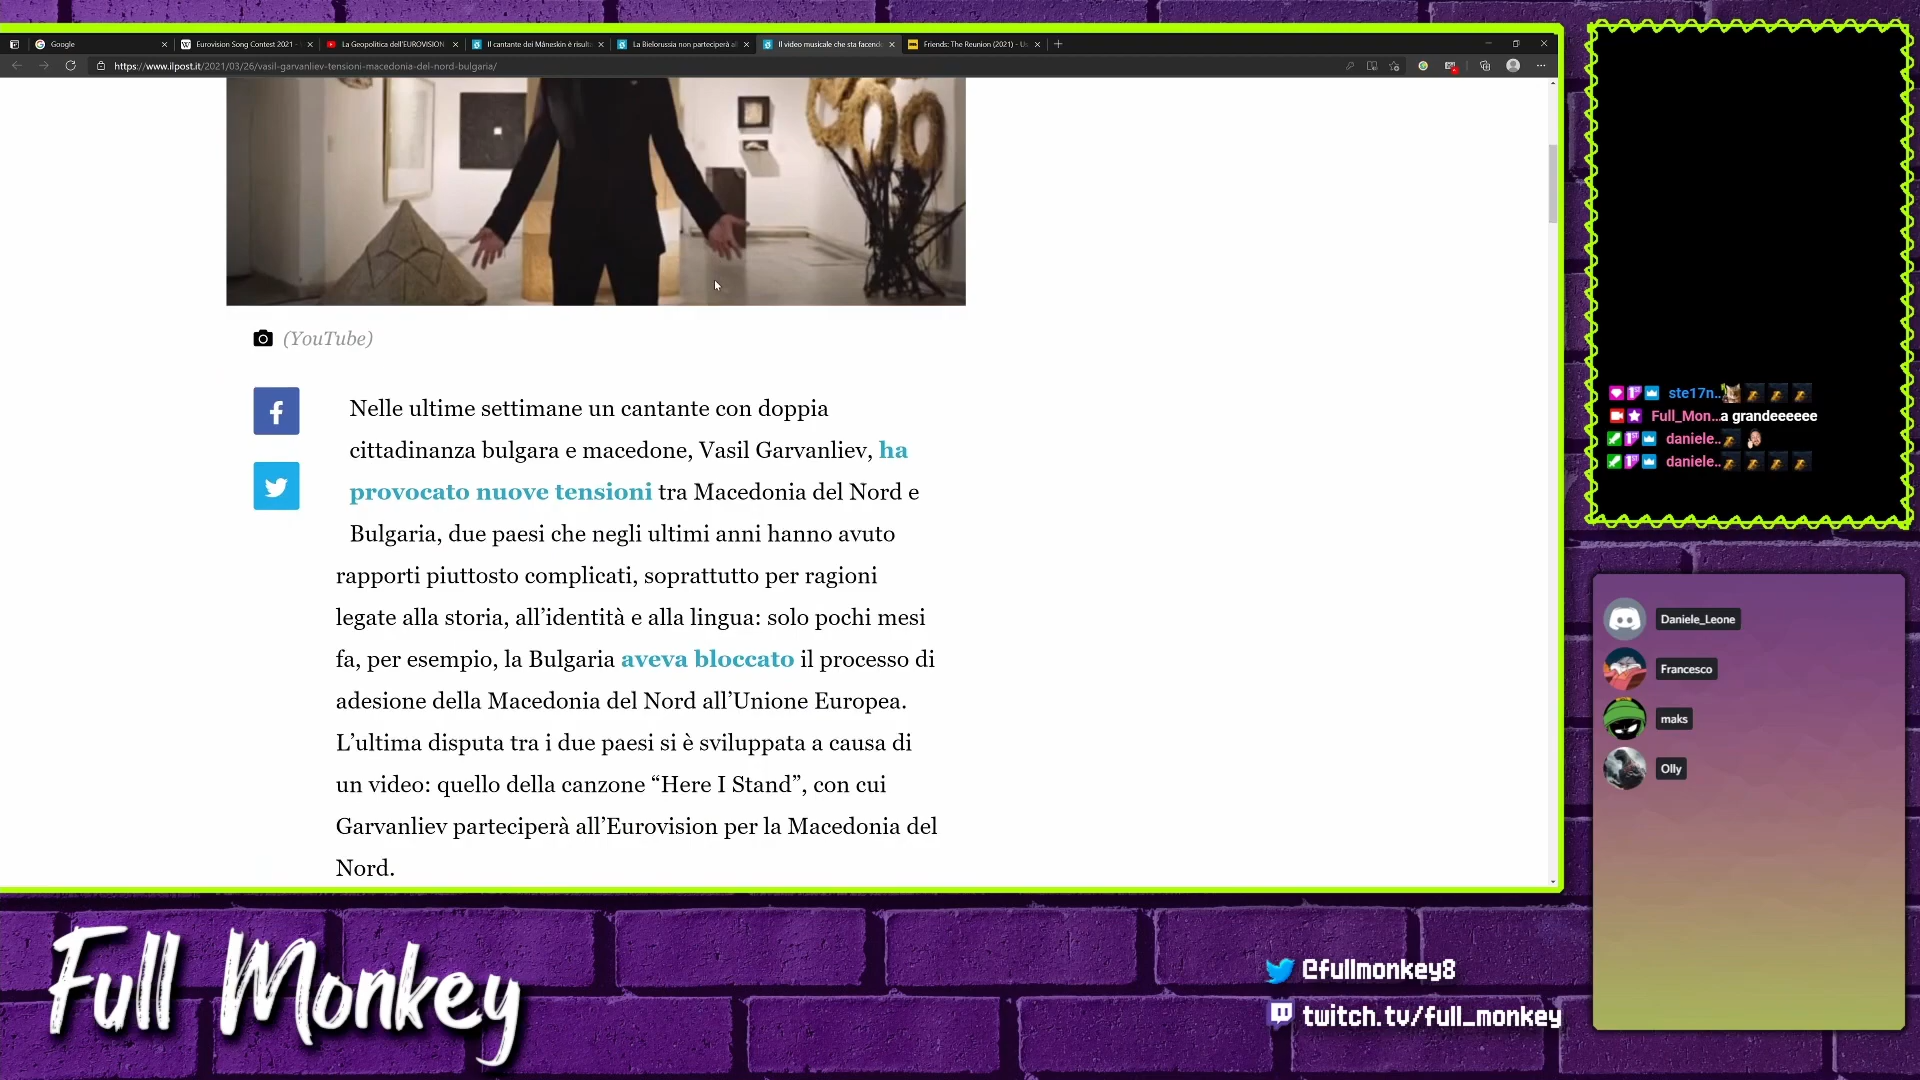 Google
Eurovision Song Contest 2021 -
La Geopolitica dell'EUROVISION
Il cantante dei Måneskin è risult
La Bielorussia non parteciperà al
Il video musicale che sta facend
Friends: The Reunion (2021) - U
https://www.ilpost.it/2021/03/26/vasil-garvanliev-tensioni-macedonia-del-nord-bulgaria/
(YouTube)
Nelle ultime settimane un cantante con doppia
cittadinanza bulgara e macedone, Vasil Garvanliev, ha
provocato nuove tensioni tra Macedonia del Nord e
Bulgaria, due paesi che negli ultimi anni hanno avuto
rapporti piuttosto complicati, soprattutto per ragioni
legate alla storia, all’identità e alla lingua: solo pochi mesi
fa, per esempio, la Bulgaria aveva bloccato il processo di
adesione della Macedonia del Nord all’Unione Europea.
L’ultima disputa tra i due paesi si è sviluppata a causa di
un video: quello della canzone “Here I Stand”, con cui
Garvanliev parteciperà all’Eurovision per la Macedonia del
Nord.
ste17n..
Full_Mon...a grandeeeeee
daniele..
daniele..
Daniele_Leone
Francesco
maks
Olly
Full Monkey
@fullmonkey8
twitch.tv/full_monkey